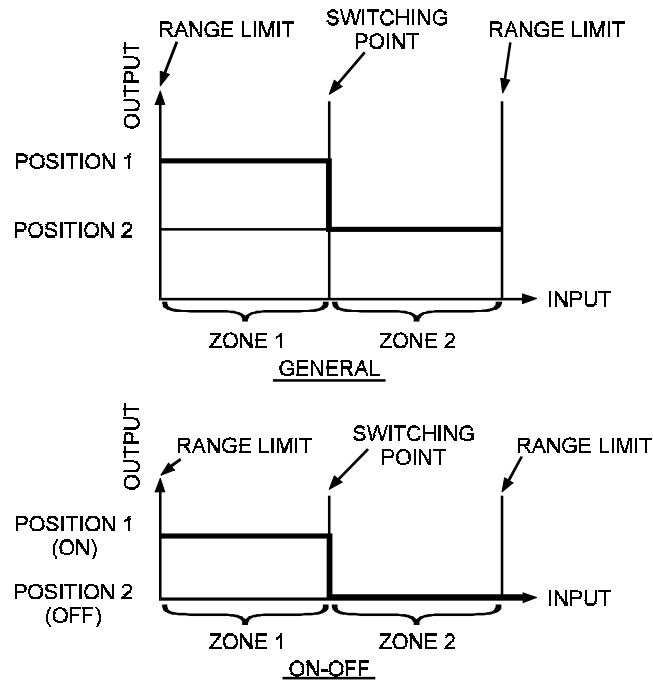 RANGE LIMIT
SWITCHING
POINT
RANGE LIMIT
OUTPUT
POSITION 1
POSITION 2
INPUT
ZONE 1
ZONE 2
GENERAL
OUTPUT
RANGE LIMIT
SWITCHING
POINT
RANGE LIMIT
POSITION 1
(ON)
POSITION 2
(OFF)
INPUT
ZONE 1
ZONE 2
ON-OFF